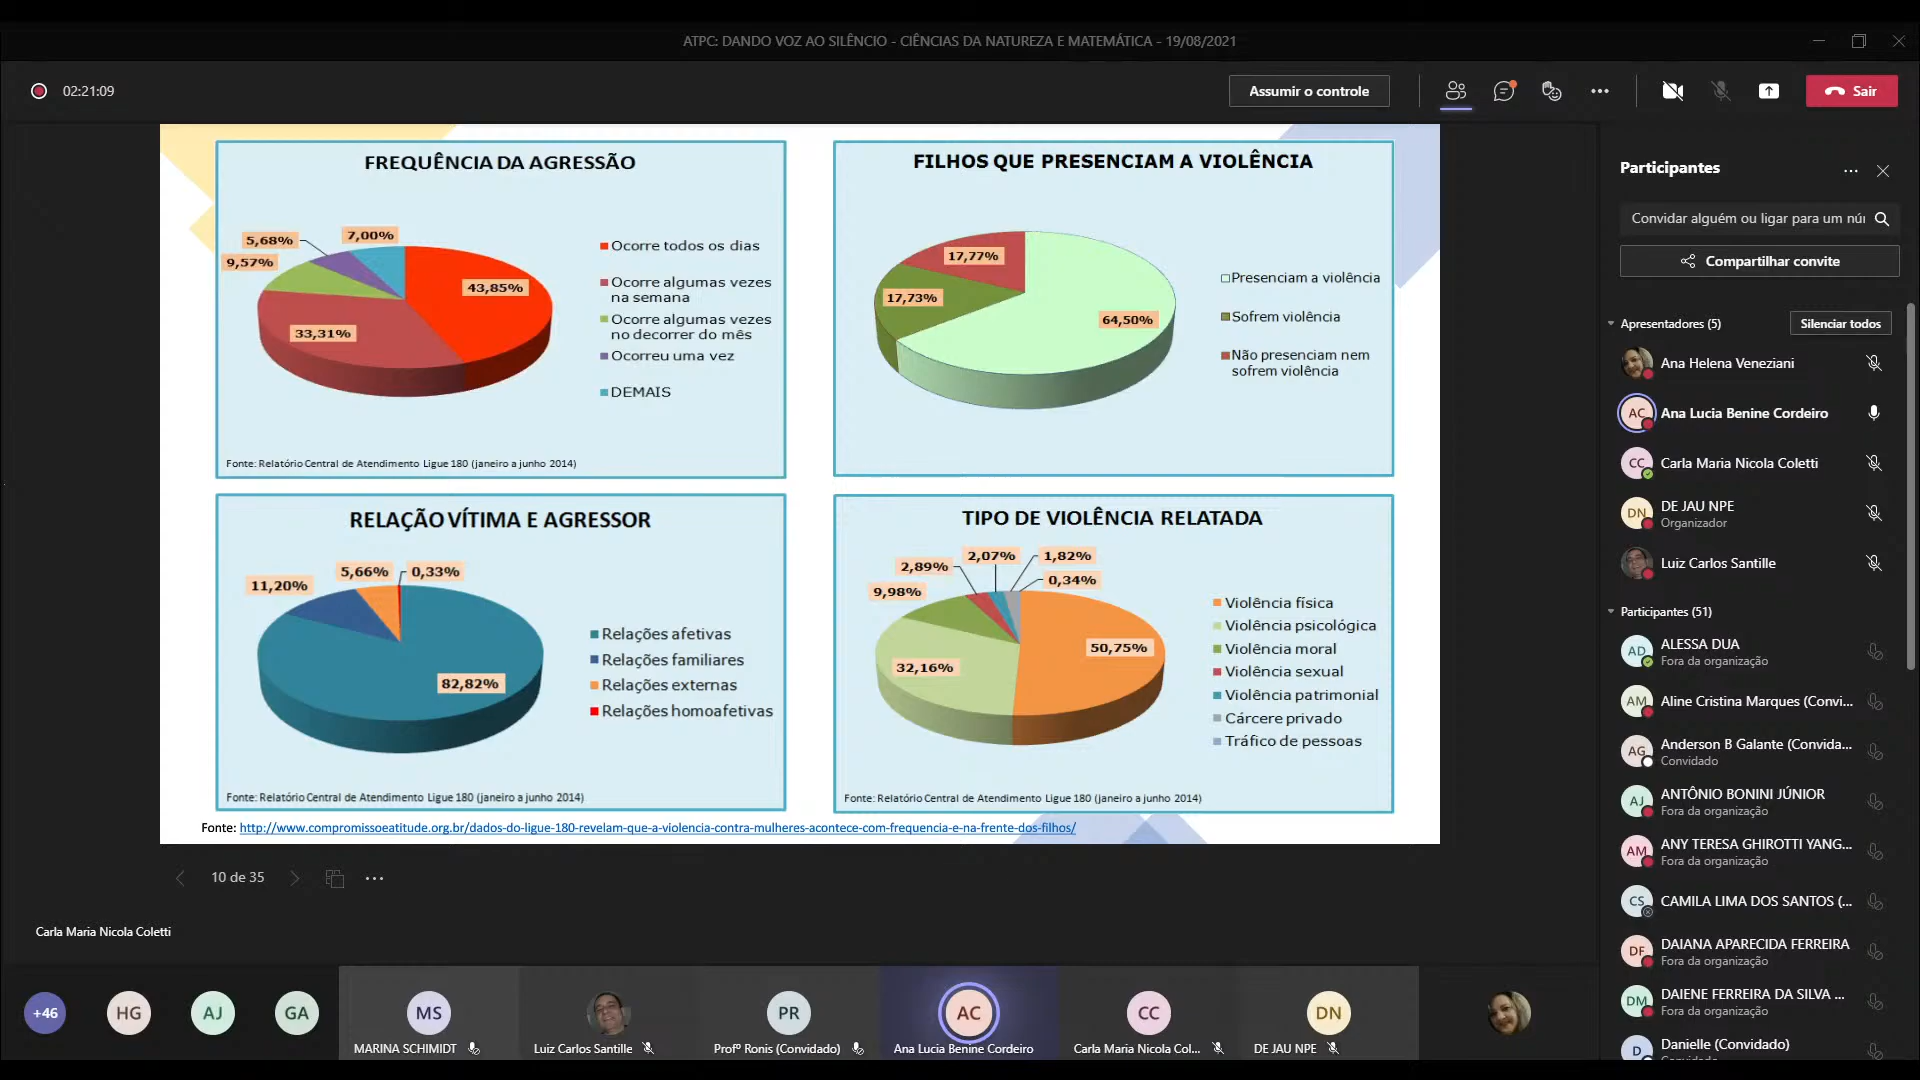 ATPC: DANDO VOZ AO SILÊNCIO - CIÊNCIAS DA NATUREZA E MATEMÁTICA - 19/08/2021
02:21:09
Assumir o controle
Sair
FREQUÊNCIA DA AGRESSÃO
5,68%
7,00%
9,57%
43,85%
33,31%
Ocorre todos os dias
Ocorre algumas vezes
na semana
Ocorre algumas vezes
no decorrer do mês
Ocorreu uma vez
DEMAIS
Fonte: Relatório Central de Atendimento Ligue 180 (janeiro a junho 2014)
FILHOS QUE PRESENCIAM A VIOLÊNCIA
17,77%
17,73%
64,50%
Presenciam a violência
Sofrem violência
Não presenciam nem
sofrem violência
RELAÇÃO VÍTIMA E AGRESSOR
11,20%
5,66%
0,33%
82,82%
Relações afetivas
Relações familiares
Relações externas
Relações homoafetivas
Fonte: Relatório Central de Atendimento Ligue 180 (janeiro a junho 2014)
TIPO DE VIOLÊNCIA RELATADA
2,07%
1,82%
2,89%
0,34%
9,98%
50,75%
32,16%
Violência física
Violência psicológica
Violência moral
Violência sexual
Violência patrimonial
Cárcere privado
Tráfico de pessoas
Fonte: Relatório Central de Atendimento Ligue 180 (janeiro a junho 2014)
Fonte: http://www.compromissoeatitude.org.br/dados-do-ligue-180-revelam-que-a-violencia-contra-mulheres-acontece-com-frequencia-e-na-frente-dos-filhos/
10 de 35
Carla Maria Nicola Coletti
Participantes
Convidar alguém ou ligar para um núı
Compartilhar convite
Apresentadores (5)
Silenciar todos
Ana Helena Veneziani
AC Ana Lucia Benine Cordeiro
CC Carla Maria Nicola Coletti
DN DE JAU NPE
Organizador
Luiz Carlos Santille
Participantes (51)
AD ALESSA DUA
Fora da organização
AM Aline Cristina Marques (Convi...
AG Anderson B Galante (Convida...
Convidado
AJ ANTÔNIO BONINI JÚNIOR
Fora da organização
AM ANY TERESA GHIROTTI YANG...
Fora da organização
CS CAMILA LIMA DOS SANTOS (...
DF DAIANA APARECIDA FERREIRA
Fora da organização
DM DAIENE FERREIRA DA SILVA ...
Fora da organização
D Danielle (Convidado)
+46
HG
AJ
GA
MS
MARINA SCHIMIDT
Luiz Carlos Santille
PR
Profº Ronis (Convidado)
AC
Ana Lucia Benine Cordeiro
CC
Carla Maria Nicola Col...
DN
DE JAU NPE